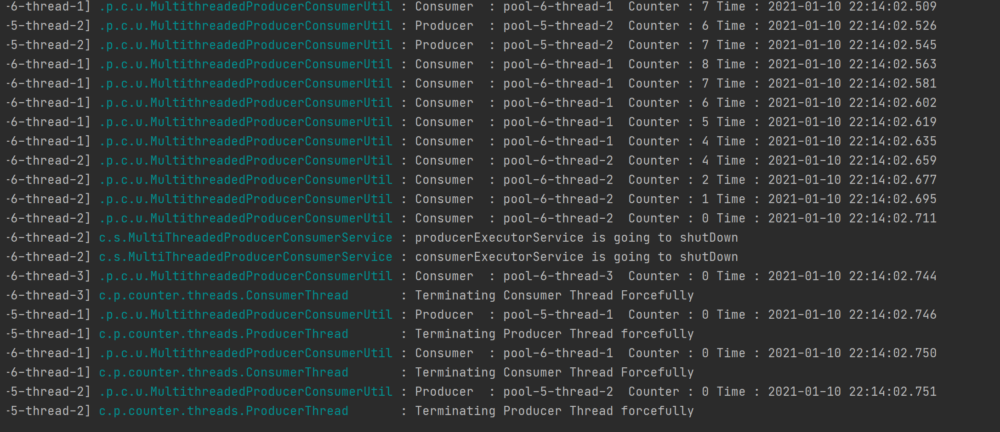 -6-thread-1] .p.c.u.MultithreadedProducerConsumerUtil : Consumer  : pool-6-thread-1  Counter : 7 Time : 2021-01-10 22:14:02.509
-5-thread-2] .p.c.u.MultithreadedProducerConsumerUtil : Producer  : pool-5-thread-2  Counter : 6 Time : 2021-01-10 22:14:02.526
-5-thread-2] .p.c.u.MultithreadedProducerConsumerUtil : Producer  : pool-5-thread-2  Counter : 7 Time : 2021-01-10 22:14:02.545
-6-thread-1] .p.c.u.MultithreadedProducerConsumerUtil : Consumer  : pool-6-thread-1  Counter : 8 Time : 2021-01-10 22:14:02.563
-6-thread-1] .p.c.u.MultithreadedProducerConsumerUtil : Consumer  : pool-6-thread-1  Counter : 7 Time : 2021-01-10 22:14:02.581
-6-thread-1] .p.c.u.MultithreadedProducerConsumerUtil : Consumer  : pool-6-thread-1  Counter : 6 Time : 2021-01-10 22:14:02.602
-6-thread-1] .p.c.u.MultithreadedProducerConsumerUtil : Consumer  : pool-6-thread-1  Counter : 5 Time : 2021-01-10 22:14:02.619
-6-thread-1] .p.c.u.MultithreadedProducerConsumerUtil : Consumer  : pool-6-thread-1  Counter : 4 Time : 2021-01-10 22:14:02.635
-6-thread-2] .p.c.u.MultithreadedProducerConsumerUtil : Consumer  : pool-6-thread-2  Counter : 4 Time : 2021-01-10 22:14:02.659
-6-thread-2] .p.c.u.MultithreadedProducerConsumerUtil : Consumer  : pool-6-thread-2  Counter : 2 Time : 2021-01-10 22:14:02.677
-6-thread-2] .p.c.u.MultithreadedProducerConsumerUtil : Consumer  : pool-6-thread-2  Counter : 1 Time : 2021-01-10 22:14:02.695
-6-thread-2] .p.c.u.MultithreadedProducerConsumerUtil : Consumer  : pool-6-thread-2  Counter : 0 Time : 2021-01-10 22:14:02.711
-6-thread-2] c.s.MultiThreadedProducerConsumerService : producerExecutorService is going to shutDown
-6-thread-2] c.s.MultiThreadedProducerConsumerService : consumerExecutorService is going to shutDown
-6-thread-3] .p.c.u.MultithreadedProducerConsumerUtil : Consumer  : pool-6-thread-3  Counter : 0 Time : 2021-01-10 22:14:02.744
-6-thread-3] c.p.counter.threads.ConsumerThread       : Terminating Consumer Thread Forcefully
-5-thread-1] .p.c.u.MultithreadedProducerConsumerUtil : Producer  : pool-5-thread-1  Counter : 0 Time : 2021-01-10 22:14:02.746
-5-thread-1] c.p.counter.threads.ProducerThread       : Terminating Producer Thread forcefully
-6-thread-1] .p.c.u.MultithreadedProducerConsumerUtil : Consumer  : pool-6-thread-1  Counter : 0 Time : 2021-01-10 22:14:02.750
-6-thread-1] c.p.counter.threads.ConsumerThread       : Terminating Consumer Thread Forcefully
-5-thread-2] .p.c.u.MultithreadedProducerConsumerUtil : Producer  : pool-5-thread-2  Counter : 0 Time : 2021-01-10 22:14:02.751
-5-thread-2] c.p.counter.threads.ProducerThread       : Terminating Producer Thread forcefully